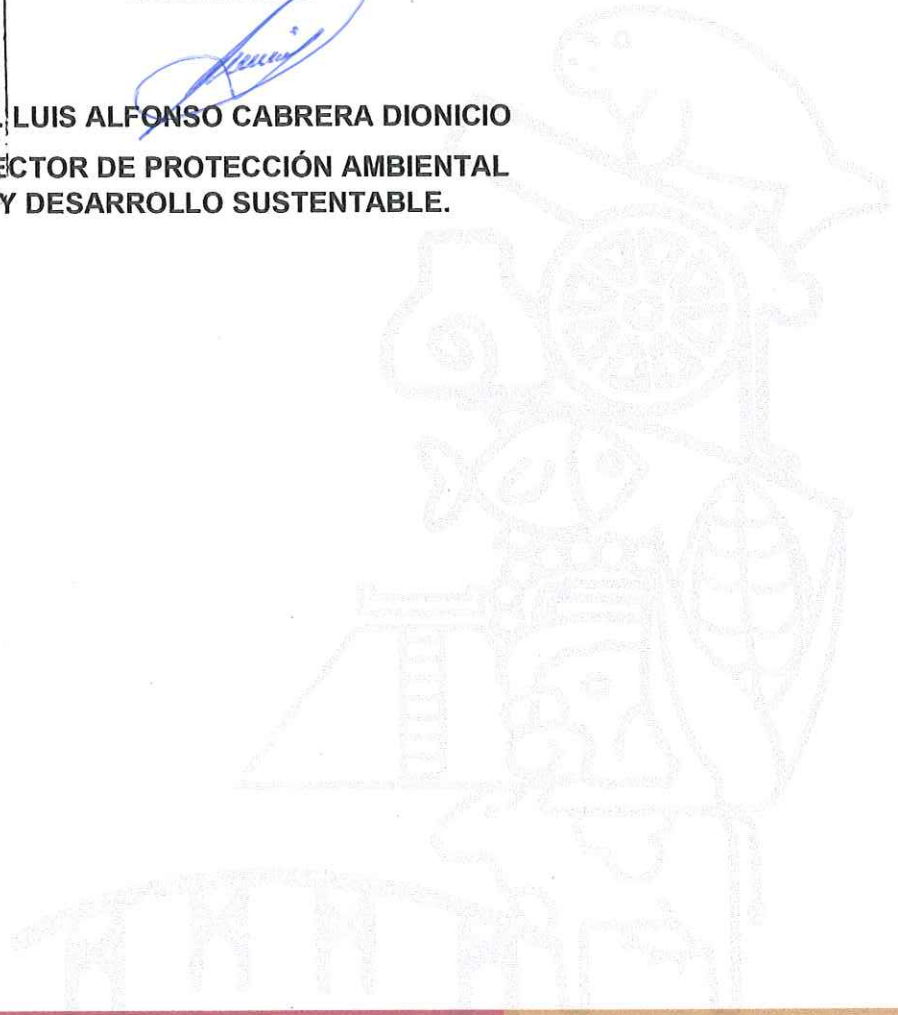 . LUIS ALFONSO CABRERA DIONICIO
ECTOR DE PROTECCIÓN AMBIENTAL
Y DESARROLLO SUSTENTABLE.